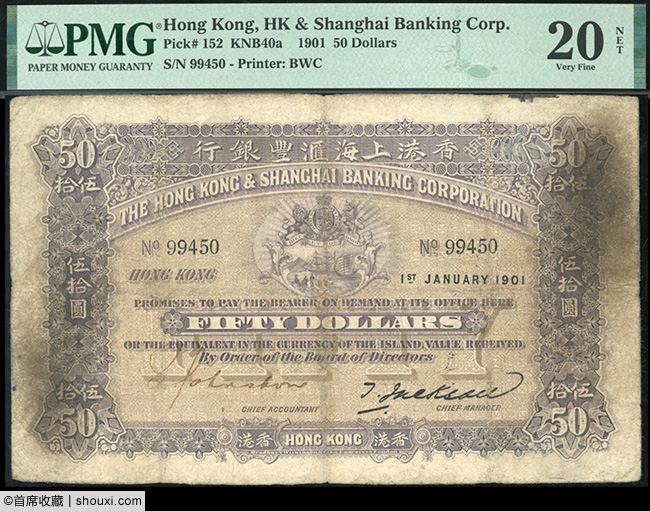 PMG
PAPER MONEY GUARANTY
Hong Kong, HK & Shanghai Banking Corp.
Pick# 152 KNB40a 1901 50 Dollars
S/N 99450 - Printer: BWC
20 NET
Very Fine
50 行銀豐滙海上港香 50
拾伍 THE HONG KONG & SHANGHAI BANKING CORPORATION 拾伍
No 99450 No 99450
HONG KONG 1ST JANUARY 1901
伍拾圓
伍拾圓
PROMISES TO PAY THE BEARER ON DEMAND AT ITS OFFICE HERE
FIFTY DOLLARS
OR THE EQUIVALENT IN THE CURRENCY OF THE ISLAND, VALUE RECEIVED.
By Order of the Board of Directors
Johnston T. Jackson
CHIEF ACCOUNTANT CHIEF MANAGER
拾伍 拾伍
50 港香 HONG KONG 港香 50
©首席收藏 | shouxi.com